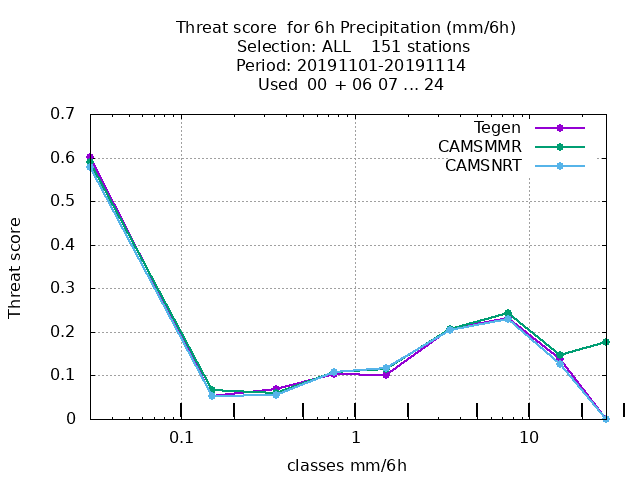 Threat score  for 6h Precipitation (mm/6h)
Selection: ALL    151 stations
Period: 20191101-20191114
Used  00  + 06 07 ... 24
Tegen
CAMSMMR
CAMSNRT
0.7
0.6
0.5
0.4
0.3
0.2
0.1
0
Threat score
0.1
1
10
classes mm/6h